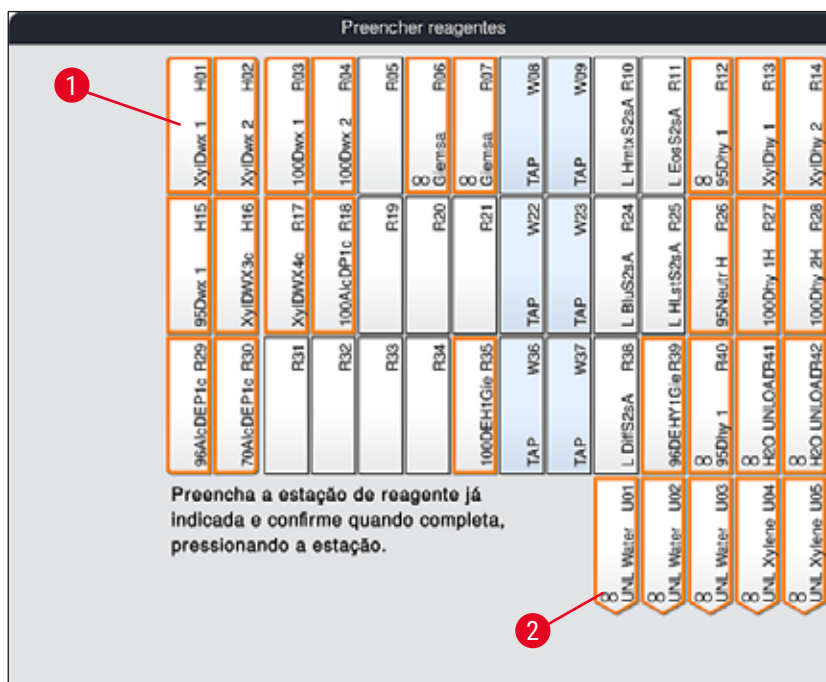 Preencher reagentes
1
XylDwx 1 H01
XylDwx 2 H02
100Dwx 1 R03
100Dwx 2 R04
R05
∞
Giemsa R06
∞
Giemsa R07
TAP W08
TAP W09
L HmtxS2sA R10
L EosS2sA R11
∞
95Dhy 1 R12
XylDhy 1 R13
XylDhy 2 R14
95Dwx 1 H15
XylDWX3c H16
XylDWX4c R17
100AlcDP1c R18
R19
R20
R21
TAP W22
TAP W23
L BluS2sA R24
L HLstS2sA R25
95Neutr H R26
100Dhy 1H R27
100Dhy 2H R28
96AlcDEP1c R29
70AlcDEP1c R30
R31
R32
R33
R34
100DEH1Gie R35
TAP W36
TAP W37
L DiffS2sA R38
96DEHY1Gie R39
∞
95Dhy 1 R40
∞
H2O UNLOADR41
∞
H2O UNLOADR42
Preencha a estação de reagente já
indicada e confirme quando completa,
pressionando a estação.
∞
UNL Water U01
∞
UNL Water U02
∞
UNL Water U03
∞
UNL Xylene U04
∞
UNL Xylene U05
2